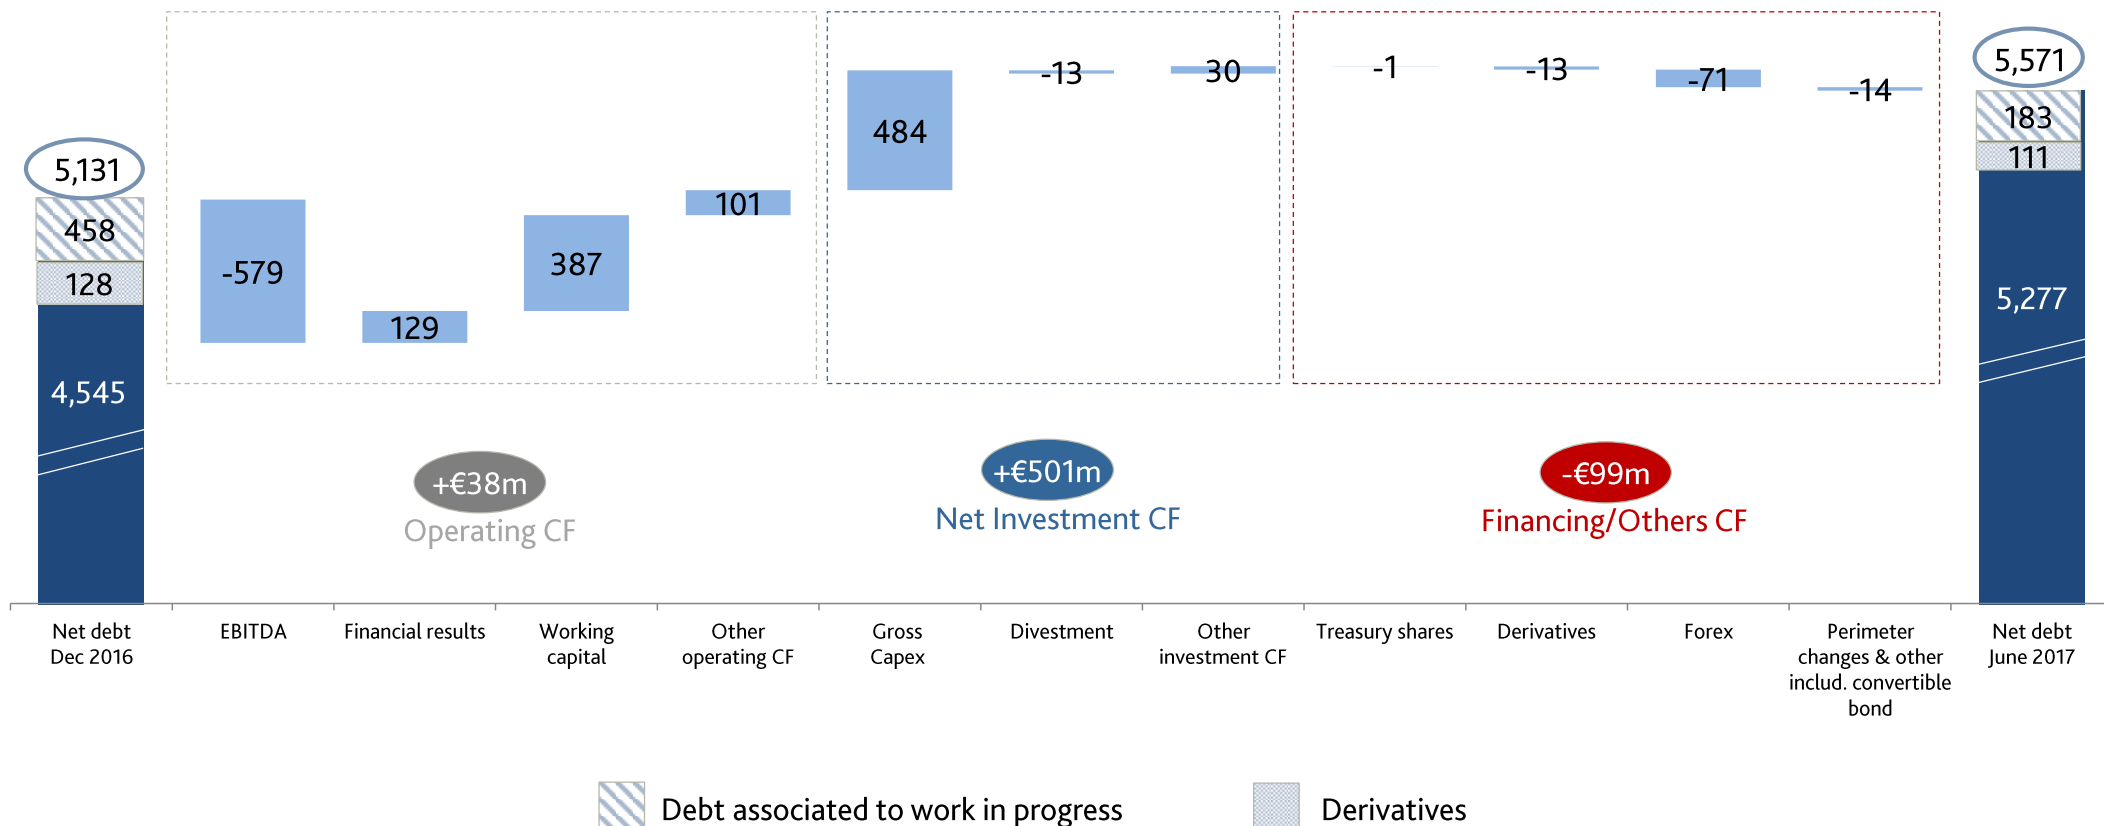 5,131
458
128
4,545
-579
129
387
101
484
-13
30
-1
-13
-71
-14
5,571
183
111
5,277
+€38m
Operating CF
+€501m
Net Investment CF
-€99m
Financing/Others CF
Net debt
Dec 2016
EBITDA
Financial results
Working
capital
Other
operating CF
Gross
Capex
Divestment
Other
investment CF
Treasury shares
Derivatives
Forex
Perimeter
changes & other
includ. convertible
bond
Net debt
June 2017
Debt associated to work in progress
Derivatives